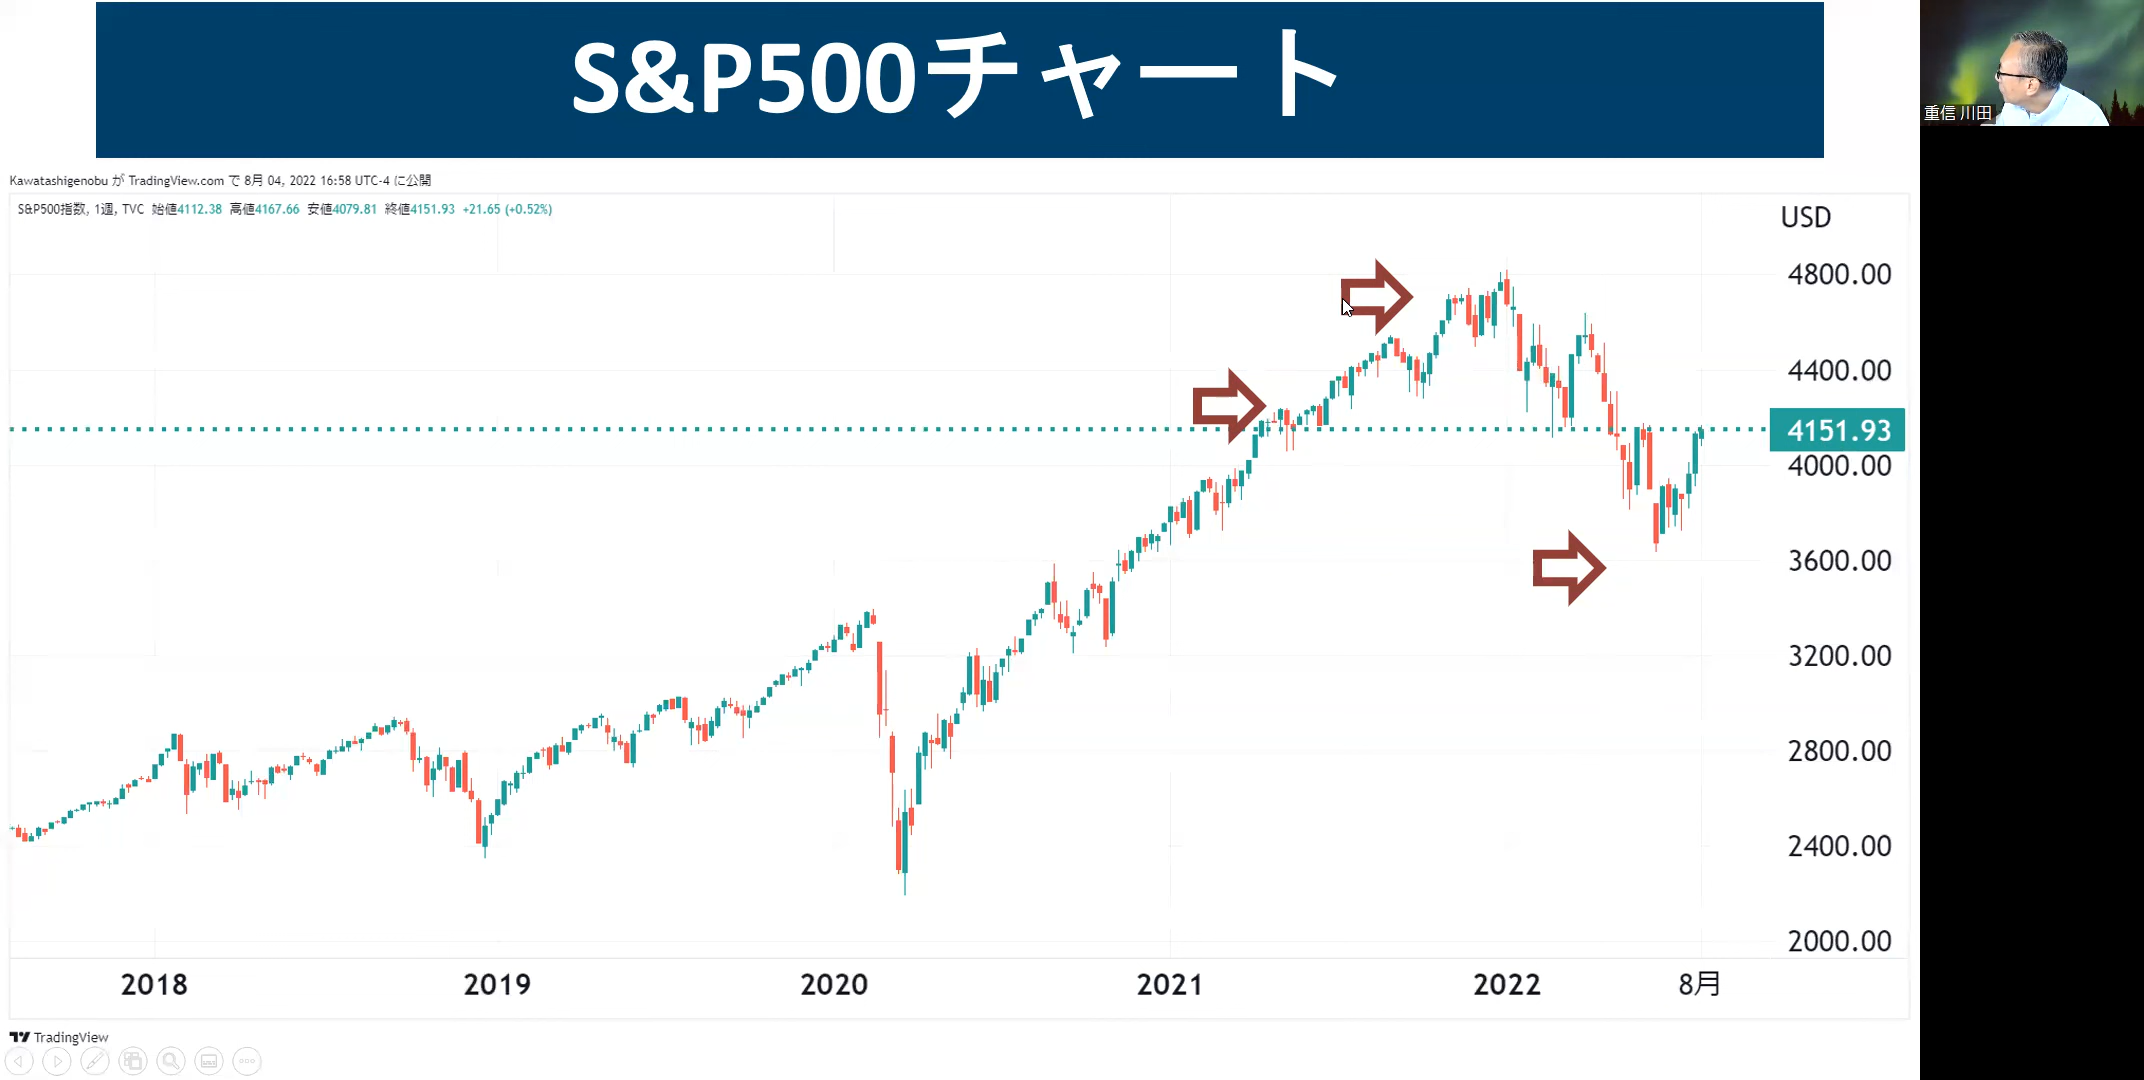 S&P500チャート
重信 川田
Kawatashigenobu が TradingView.com で 8月 04, 2022 16:58 UTC-4 に公開
S&P500指数, 1週, TVC 始値4112.38 高値4167.66 安値4079.81 終値4151.93 +21.65 (+0.52%)
USD
4800.00
4400.00
4151.93
4000.00
3600.00
3200.00
2800.00
2400.00
2000.00
2018 2019 2020 2021 2022 8月
TradingView